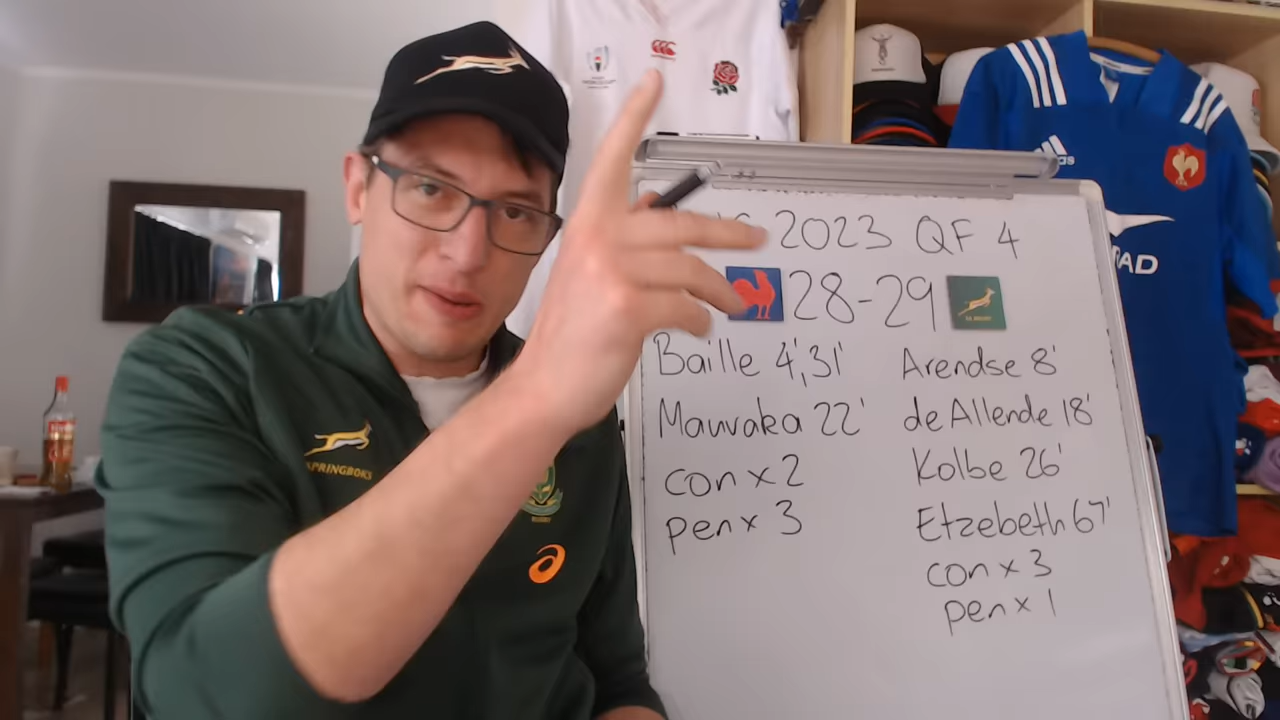 2023 QF 4
28-29
Baille 4',31' Arendse 8'
Mauvaka 22' de Allende 18'
con x 2 Kolbe 26'
pen x 3 Etzebeth 67'
con x 3
pen x 1
SPRINGBOKS